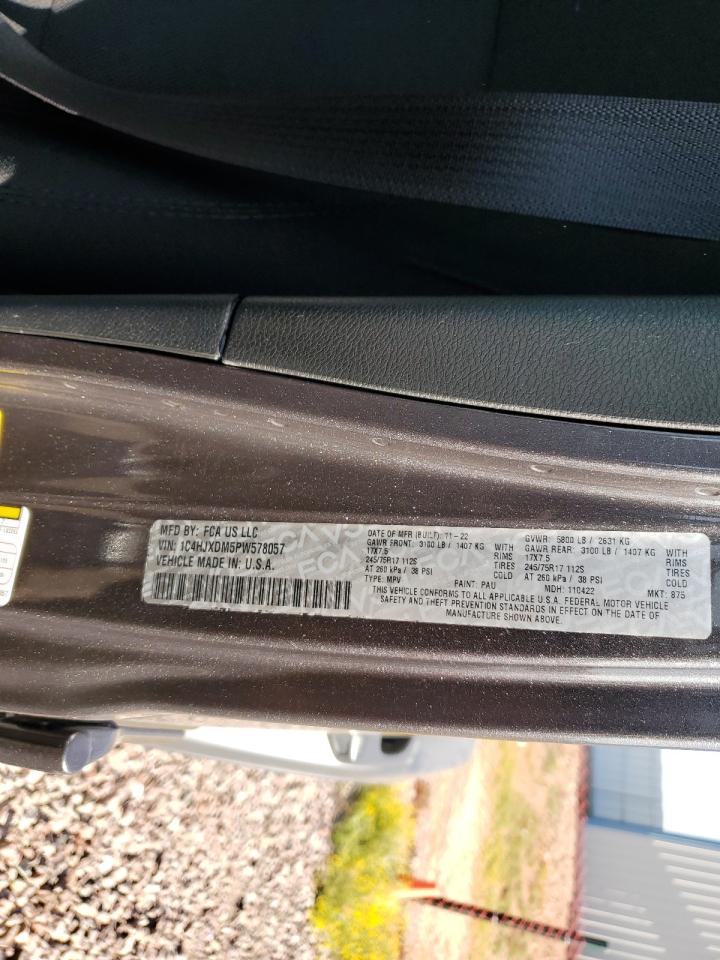 MFD BY: FCA US LLC
VIN: 1C4HJXDM5PW578057
VEHICLE MADE IN: U.S.A.
DATE OF MFR (BUILT): 11-22 GVWR: 5800 LB / 2631 KG
GAWR FRONT: 3100 LB / 1407 KG WITH GAWR REAR: 3100 LB / 1407 KG WITH
17X7.5 RIMS 17X7.5 RIMS
245/75R17 112S TIRES 245/75R17 112S TIRES
AT 260 kPa / 38 PSI COLD AT 260 kPa / 38 PSI COLD
TYPE: MPV PAINT: PAU MDH: 110422 MKT: 875
THIS VEHICLE CONFORMS TO ALL APPLICABLE U.S.A. FEDERAL MOTOR VEHICLE
SAFETY AND THEFT PREVENTION STANDARDS IN EFFECT ON THE DATE OF
MANUFACTURE SHOWN ABOVE.